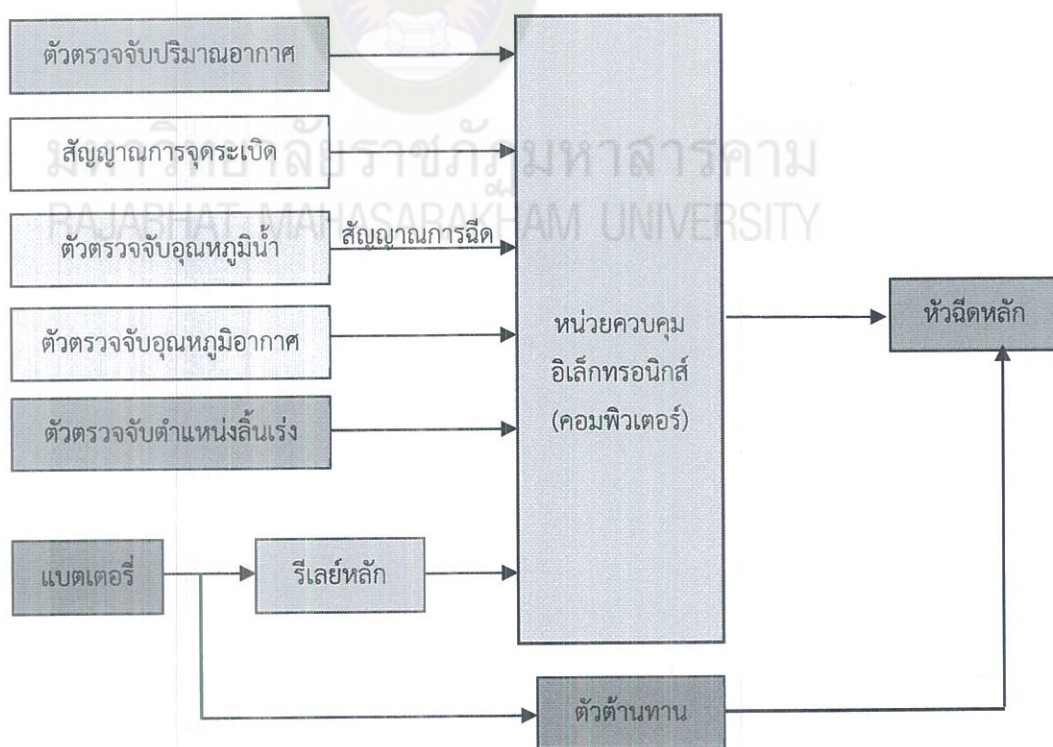 ตัวตรวจจับปริมาณอากาศ
สัญญาณการจุดระเบิด
มหาวิทยาลัยราชภัฏมหาสารคาม
RAJABHAT MAHASARAKHAM UNIVERSITY
ตัวตรวจจับอุณหภูมิน้ำ
สัญญาณการฉีด
ตัวตรวจจับอุณหภูมิอากาศ
ตัวตรวจจับตำแหน่งลิ้นเร่ง
หน่วยควบคุม
อิเล็กทรอนิกส์
(คอมพิวเตอร์)
หัวฉีดหลัก
แบตเตอรี่
รีเลย์หลัก
ตัวต้านทาน